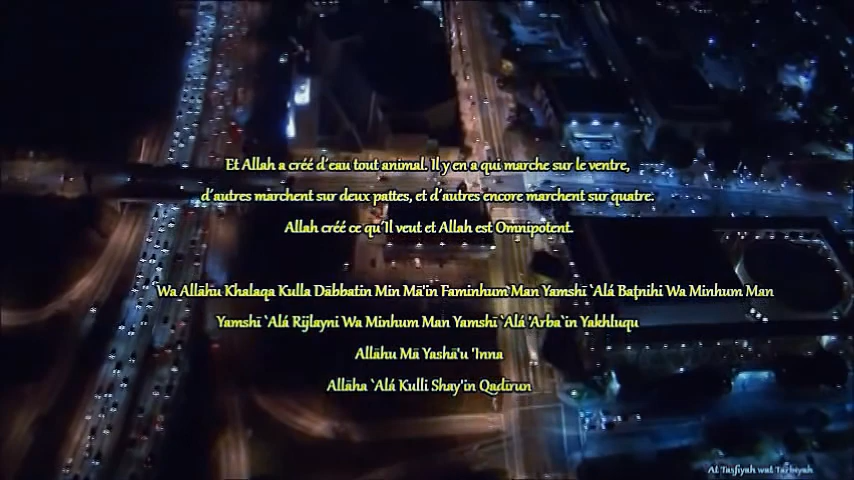 Et Allah a créé d'eau tout animal. Il y en a qui marche sur le ventre,
d'autres marchent sur deux pattes, et d'autres encore marchent sur quatre.
Allah créé ce qu'Il veut et Allah est Omnipotent.
Wa Allāhu Khalaqa Kulla Dābbatin Min Mā'in Faminhum Man Yamshī `Alá Baţnihi Wa Minhum Man
Yamshī `Alá Rijlayni Wa Minhum Man Yamshī `Alá 'Arba`in Yakhluqu
Allāhu Mā Yashā'u 'Inna
Allāha `Alá Kulli Shay'in Qadīrun
At Tasfiyah wat Tarbiyah